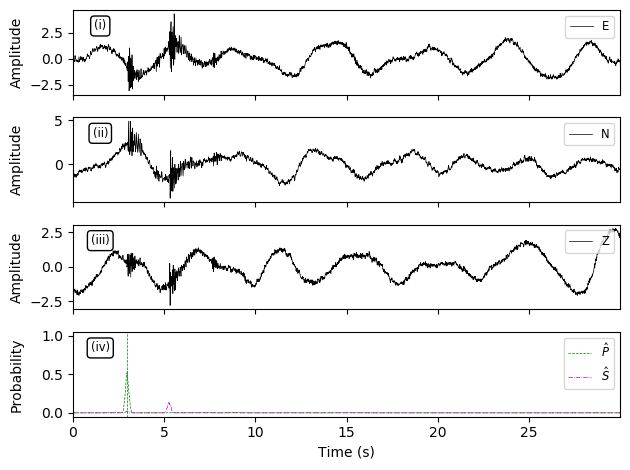 (i)
E
Amplitude
2.5
0.0
−2.5
(ii)
N
Amplitude
5
0
(iii)
Z
Amplitude
2.5
0.0
−2.5
(iv)
P̂
Ŝ
Probability
1.0
0.5
0.0
0 5 10 15 20 25
Time (s)